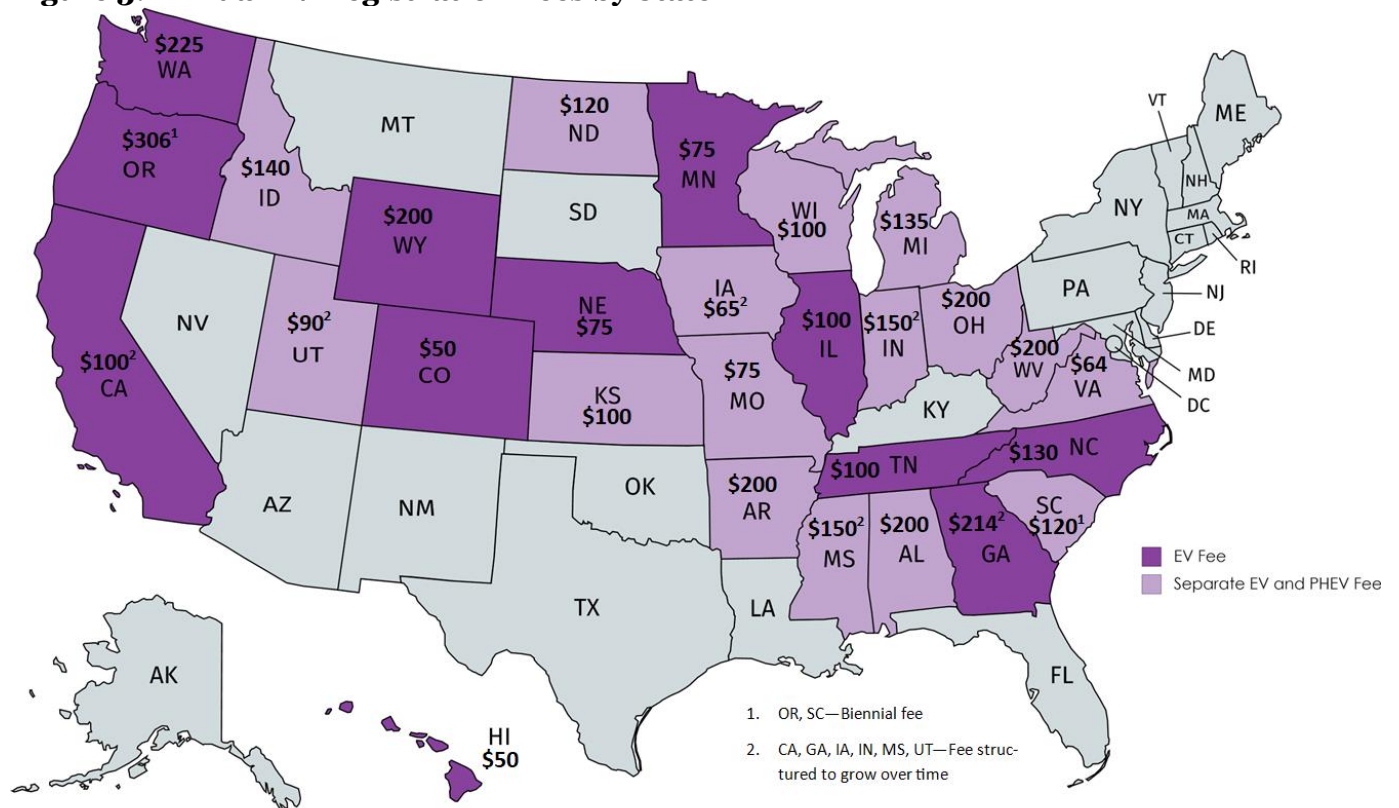 Figure Registration Fees by State
$225
WA
$306¹
OR
$140
ID
MT
$120
ND
$75
MN
SD
$200
WY
WI
$100
$135
MI
VT
ME
NH
NY
MA
CT
RI
PA
NJ
DE
MD
DC
NV
$90²
UT
$100²
CA
$50
CO
NE
$75
IA
$65²
$100
IL
$150²
IN
$200
OH
$200
WV
$64
VA
KS
$100
$75
MO
KY
AZ
NM
OK
$200
AR
$100 TN
$130 NC
SC
$120¹
$150²
MS
$200
AL
$214²
GA
TX
LA
FL
AK
HI
$50
EV Fee
Separate EV and PHEV Fee
1. OR, SC—Biennial fee
2. CA, GA, IA, IN, MS, UT—Fee struc-
tured to grow over time